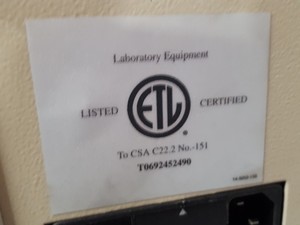 Laboratory Equipment
LISTED ETL CERTIFIED
®
To CSA C22.2 No.-151
T0692452490